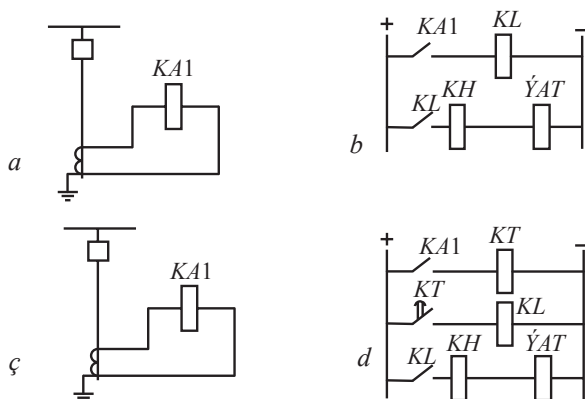 + –
KA1 KL
KA1
KL KH ÝAT
a
b
+ –
KA1 KT
KA1
KT KL
ç
d
KL KH ÝAT